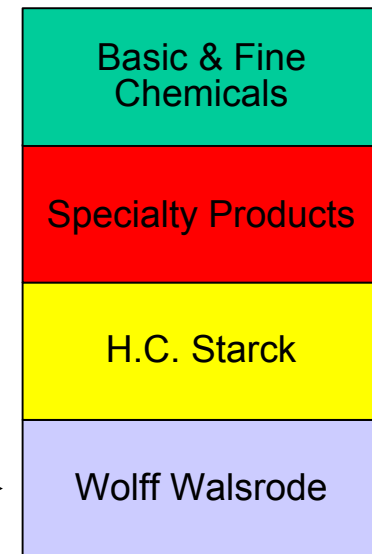 Basic & Fine
Chemicals
Specialty Products
H.C. Starck
Wolff Walsrode